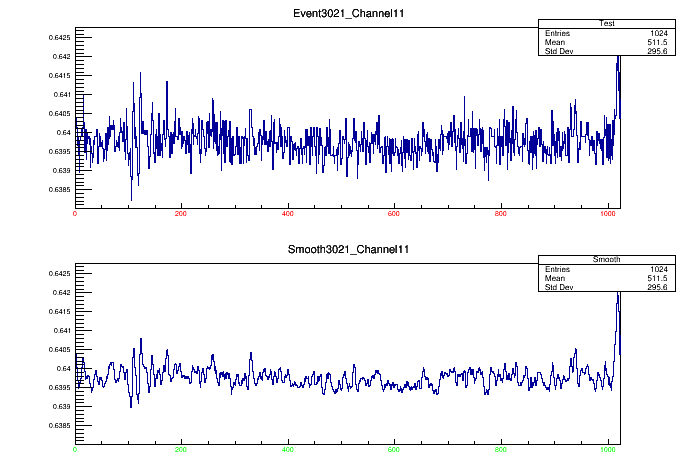 Event3021_Channel11
Test
Entries 1024
Mean 511.5
Std Dev 295.6
0.6425
0.642
0.6415
0.641
0.6405
0.64
0.6395
0.639
0.6385
0 200 400 600 800 1000
Smooth3021_Channel11
Smooth
Entries 1024
Mean 511.5
Std Dev 295.6
0.6425
0.642
0.6415
0.641
0.6405
0.64
0.6395
0.639
0.6385
0 200 400 600 800 1000